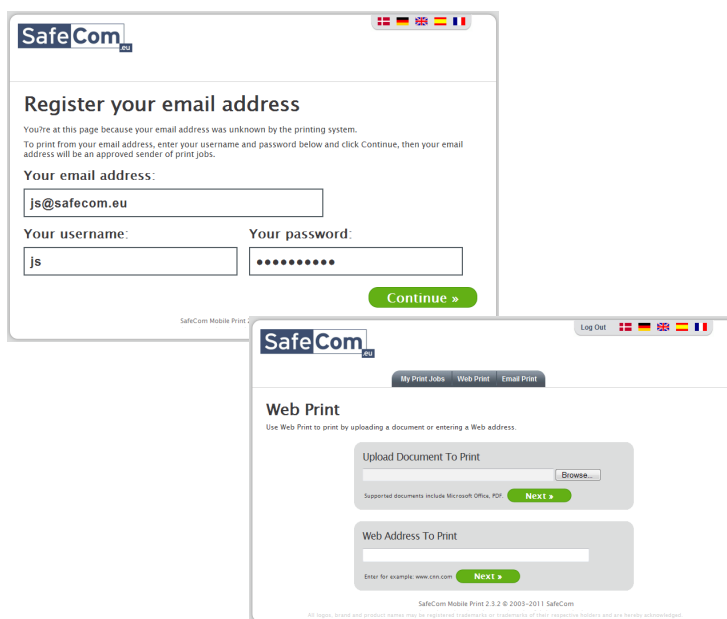 SafeCom
.eu
Register your email address
You?re at this page because your email address was unknown by the printing system.
To print from your email address, enter your username and password below and click Continue, then your email
address will be an approved sender of print jobs.
Your email address:
js@safecom.eu
Your username: Your password:
js ●●●●●●●●●●
Continue »
SafeCom Mobile Print 2
Log Out
SafeCom
.eu
My Print Jobs Web Print Email Print
Web Print
Use Web Print to print by uploading a document or entering a Web address.
Upload Document To Print
Browse...
Supported documents include Microsoft Office, PDF. Next »
Web Address To Print
Enter for example: www.cnn.com Next »
SafeCom Mobile Print 2.3.2 © 2003-2011 SafeCom
All logos, brand and product names may be registered trademarks or trademarks of their respective holders and are hereby acknowledged.